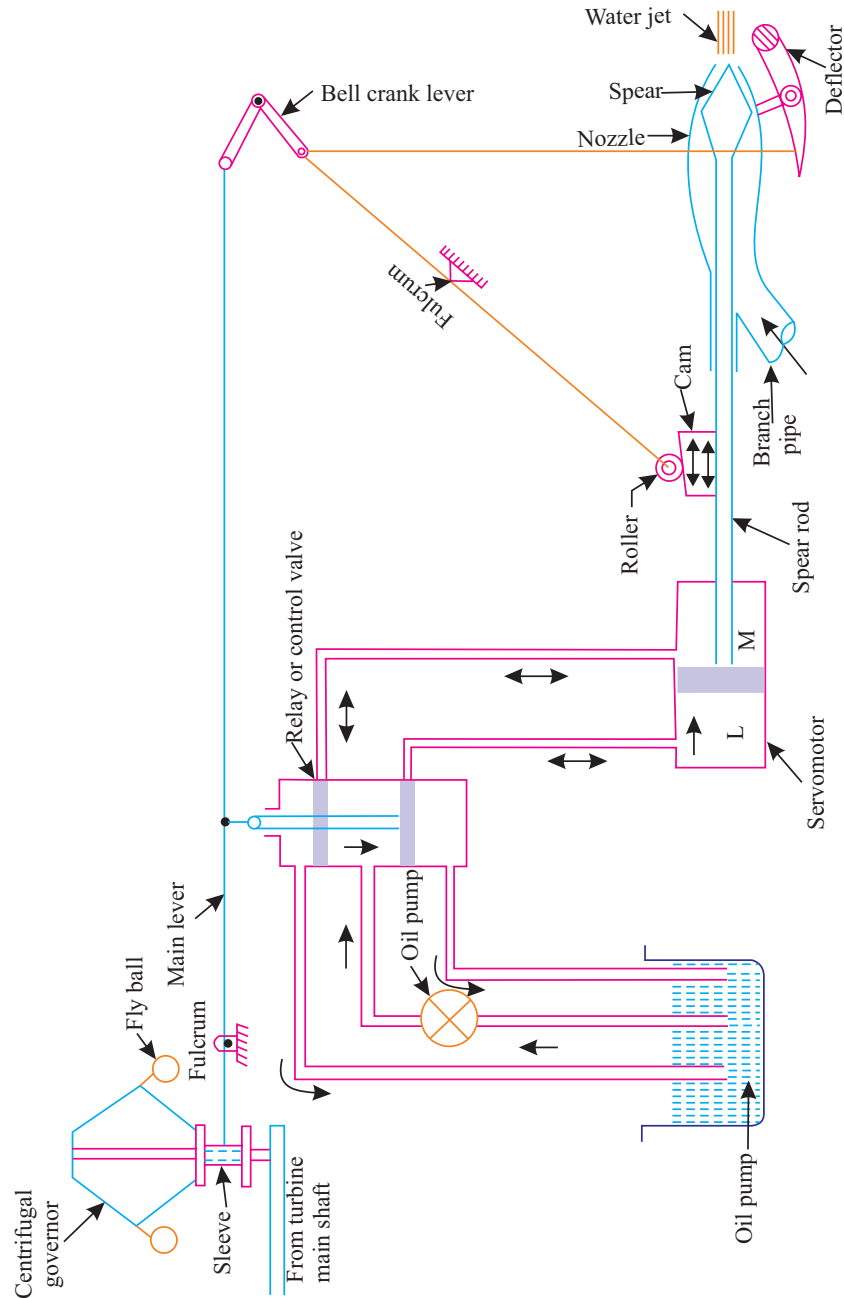 Centrifugal
governor
Fly ball
Sleeve
From turbine
main shaft
Fulcrum
Main lever
Bell crank lever
Relay or control valve
Oil pump
Oil pump
Fulcrum
Roller
Cam
L
M
Servomotor
Spear rod
Branch
pipe
Nozzle
Spear
Water jet
Deflector